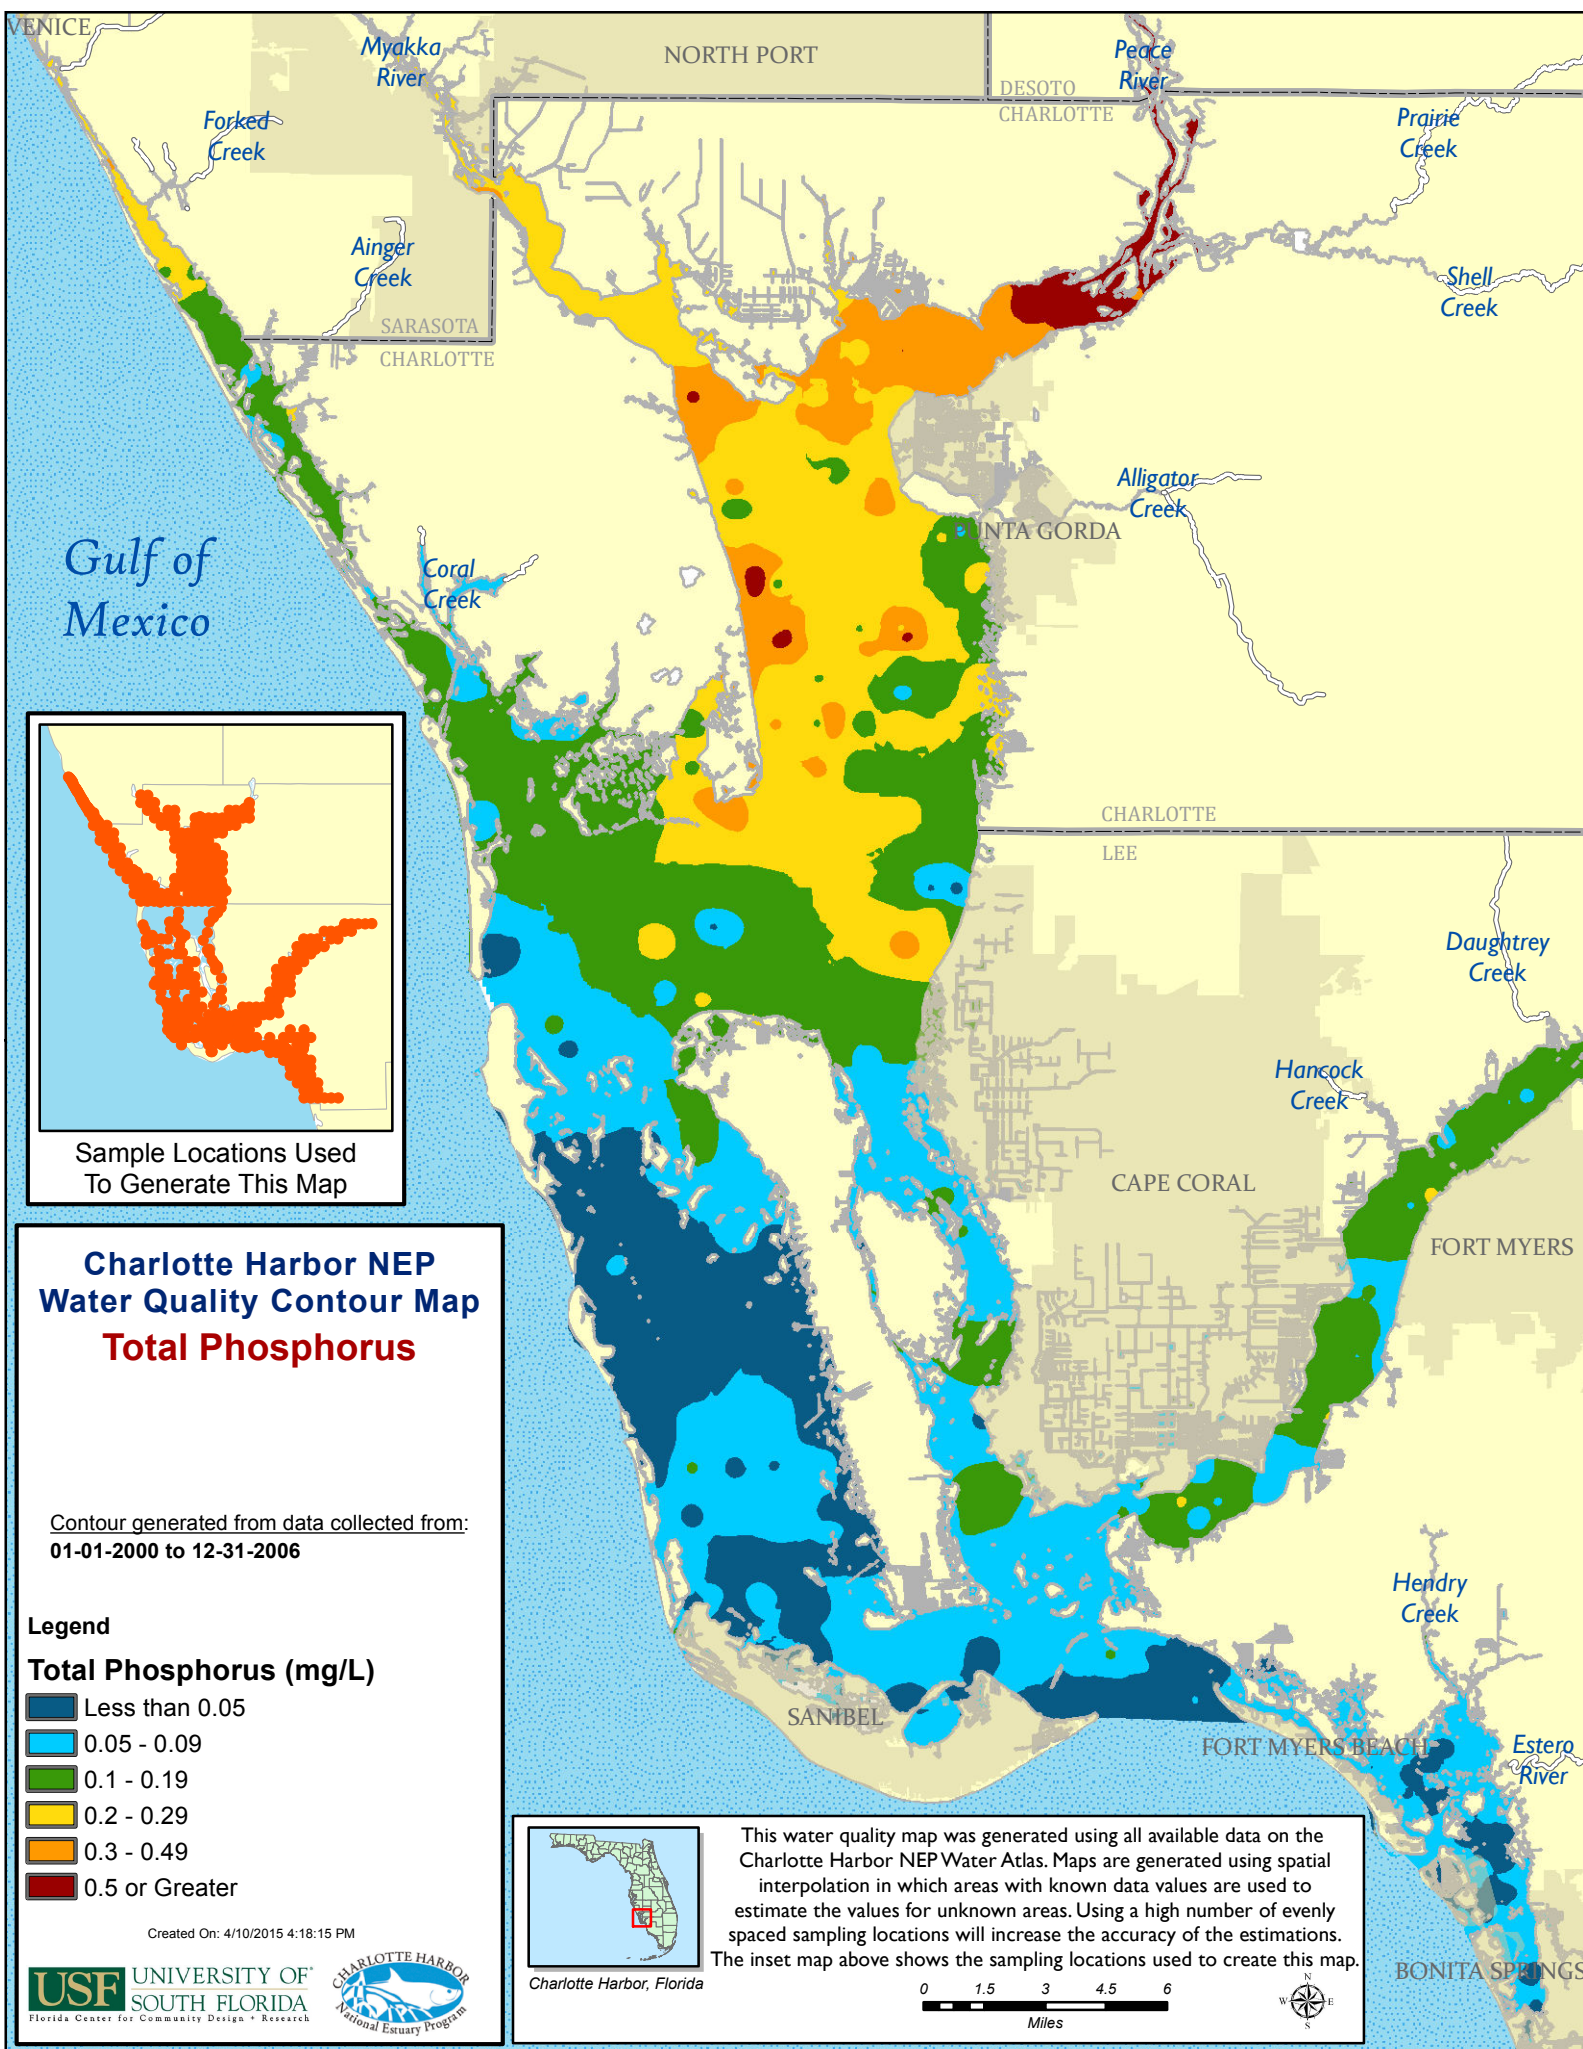 VENICE
Myakka
River
NORTH PORT
Peace
River
DESOTO
CHARLOTTE
Forked
Creek
Prairie
Creek
Ainger
Creek
Shell
Creek
SARASOTA
CHARLOTTE
Alligator
Creek
PUNTA GORDA
Gulf of
Mexico
Coral
Creek
CHARLOTTE
LEE
Daughtrey
Creek
Hancock
Creek
CAPE CORAL
FORT MYERS
Sample Locations Used
To Generate This Map
Charlotte Harbor NEP
Water Quality Contour Map
Total Phosphorus
Contour generated from data collected from:
01-01-2000 to 12-31-2006
Legend
Total Phosphorus (mg/L)
Less than 0.05
0.05 - 0.09
0.1 - 0.19
0.2 - 0.29
0.3 - 0.49
0.5 or Greater
Created On: 4/10/2015 4:18:15 PM
USF UNIVERSITY OF
SOUTH FLORIDA
Florida Center for Community Design + Research
CHARLOTTE HARBOR
National Estuary Program
Hendry
Creek
SANIBEL
FORT MYERS BEACH
Estero
River
BONITA SPRINGS
Charlotte Harbor, Florida
This water quality map was generated using all available data on the
Charlotte Harbor NEP Water Atlas. Maps are generated using spatial
interpolation in which areas with known data values are used to
estimate the values for unknown areas. Using a high number of evenly
spaced sampling locations will increase the accuracy of the estimations.
The inset map above shows the sampling locations used to create this map.
0 1.5 3 4.5 6
Miles
N
W E
S